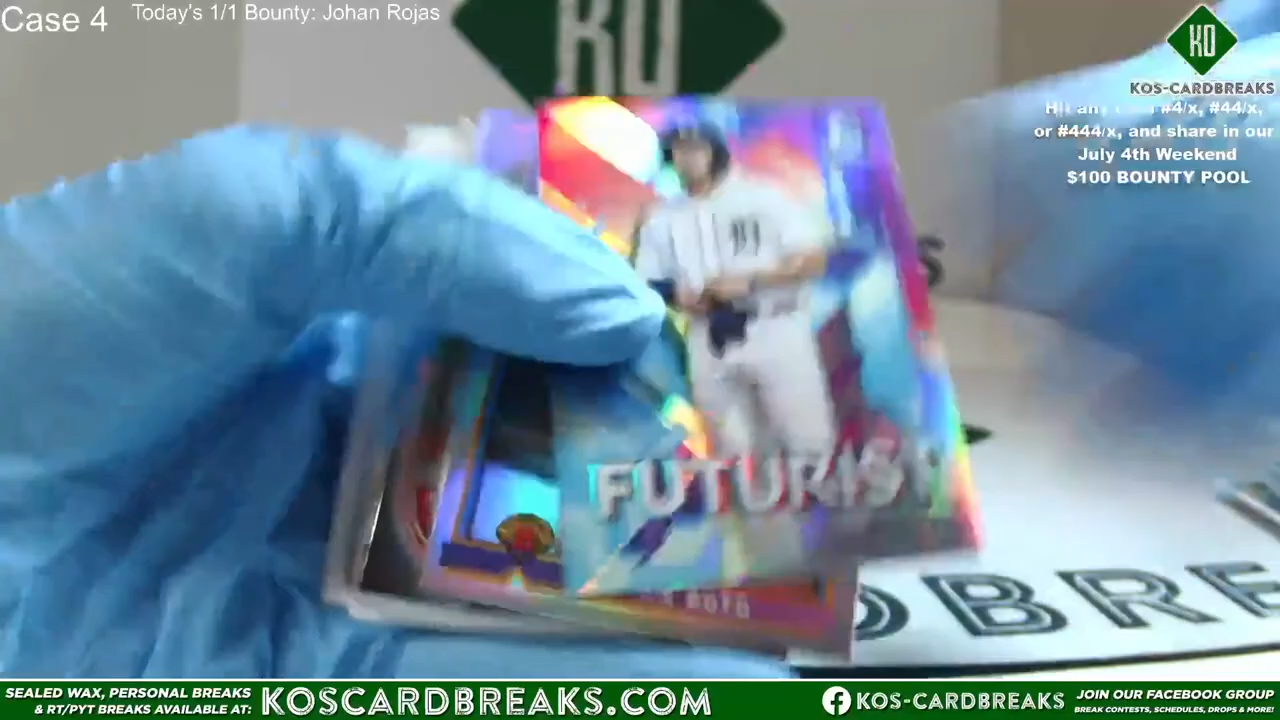 Case 4
Today's 1/1 Bounty: Johan Rojas
KO
KO
KOS-CARDBREAKS
Hit any card #4/x, #44/x,
or #444/x, and share in our
July 4th Weekend
$100 BOUNTY POOL
S
FUTURIST
DBRE
SEALED WAX, PERSONAL BREAKS
& RT/PYT BREAKS AVAILABLE AT:
KOSCARDBREAKS.COM
KOS-CARDBREAKS
JOIN OUR FACEBOOK GROUP
BREAK CONTESTS, SCHEDULES, DROPS & MORE!